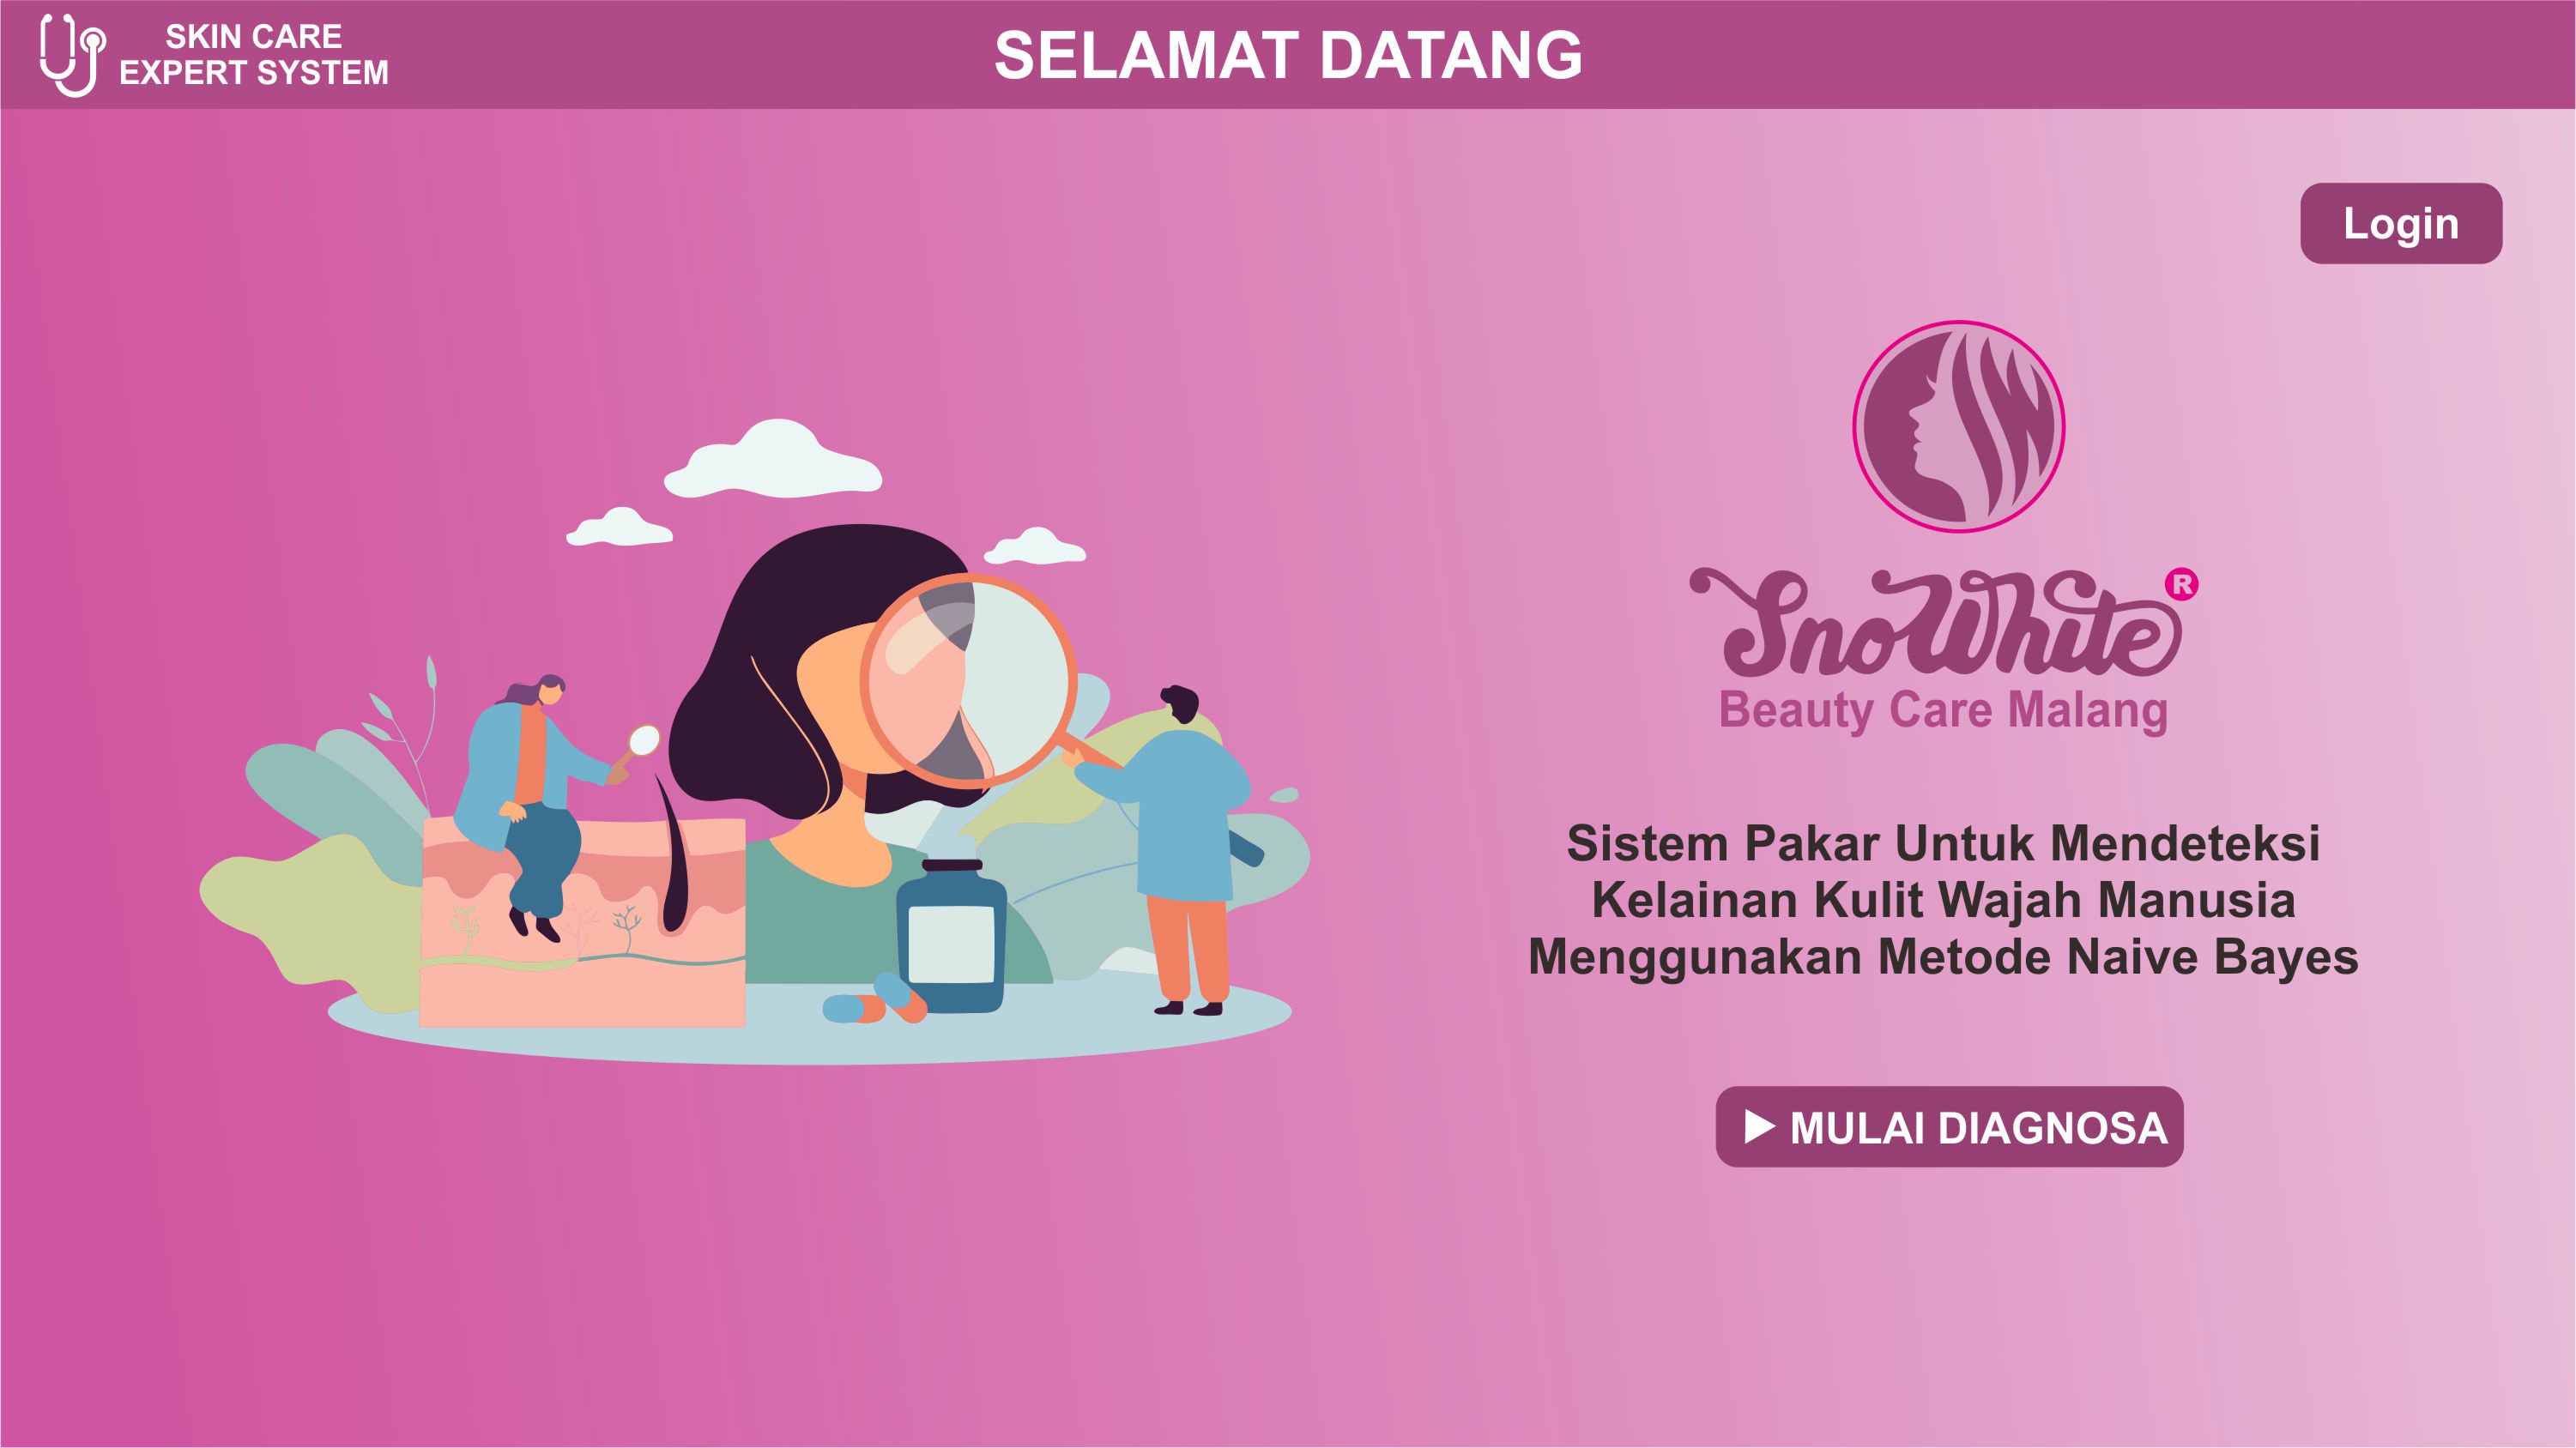 SKIN CARE
EXPERT SYSTEM
SELAMAT DATANG
Login
SnoWhite ®
Beauty Care Malang
Sistem Pakar Untuk Mendeteksi
Kelainan Kulit Wajah Manusia
Menggunakan Metode Naive Bayes
MULAI DIAGNOSA